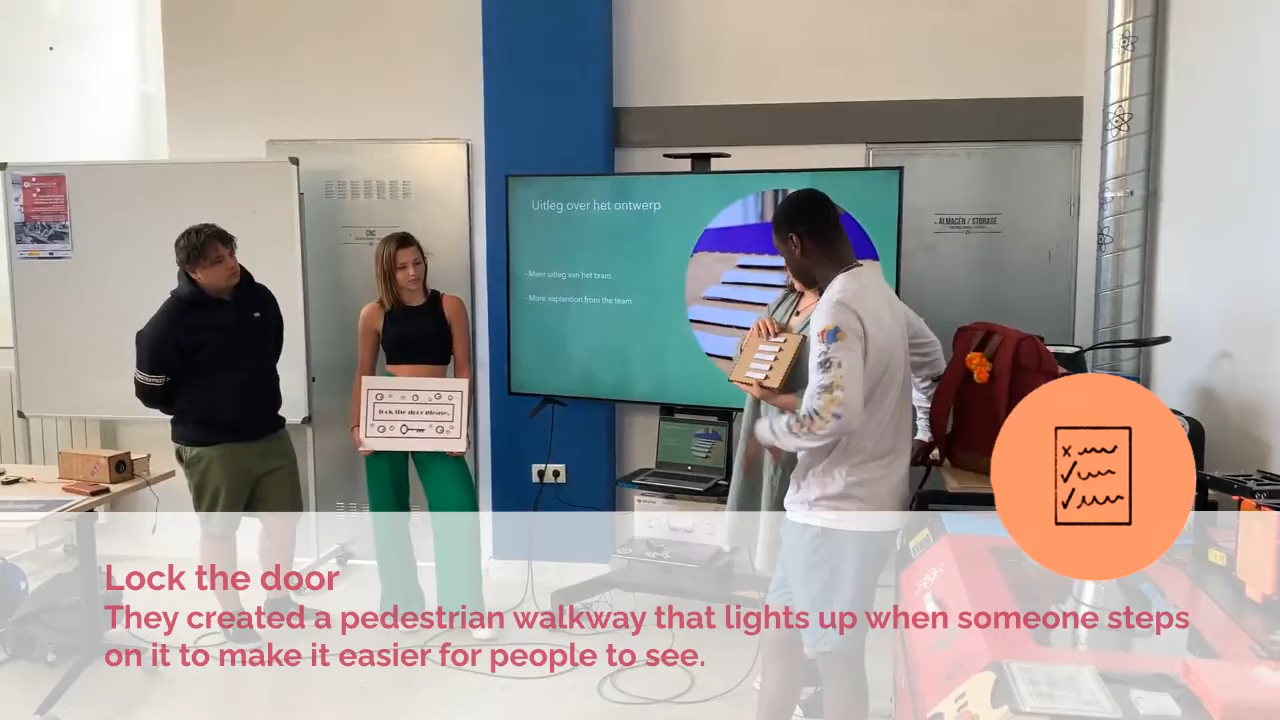 CNC
ALMACEN / STORAGE
Uitleg over het ontwerp
- Meer uitleg van het team
- More explantion from the team
lock the door please.
Lock the door
They created a pedestrian walkway that lights up when someone steps
on it to make it easier for people to see.